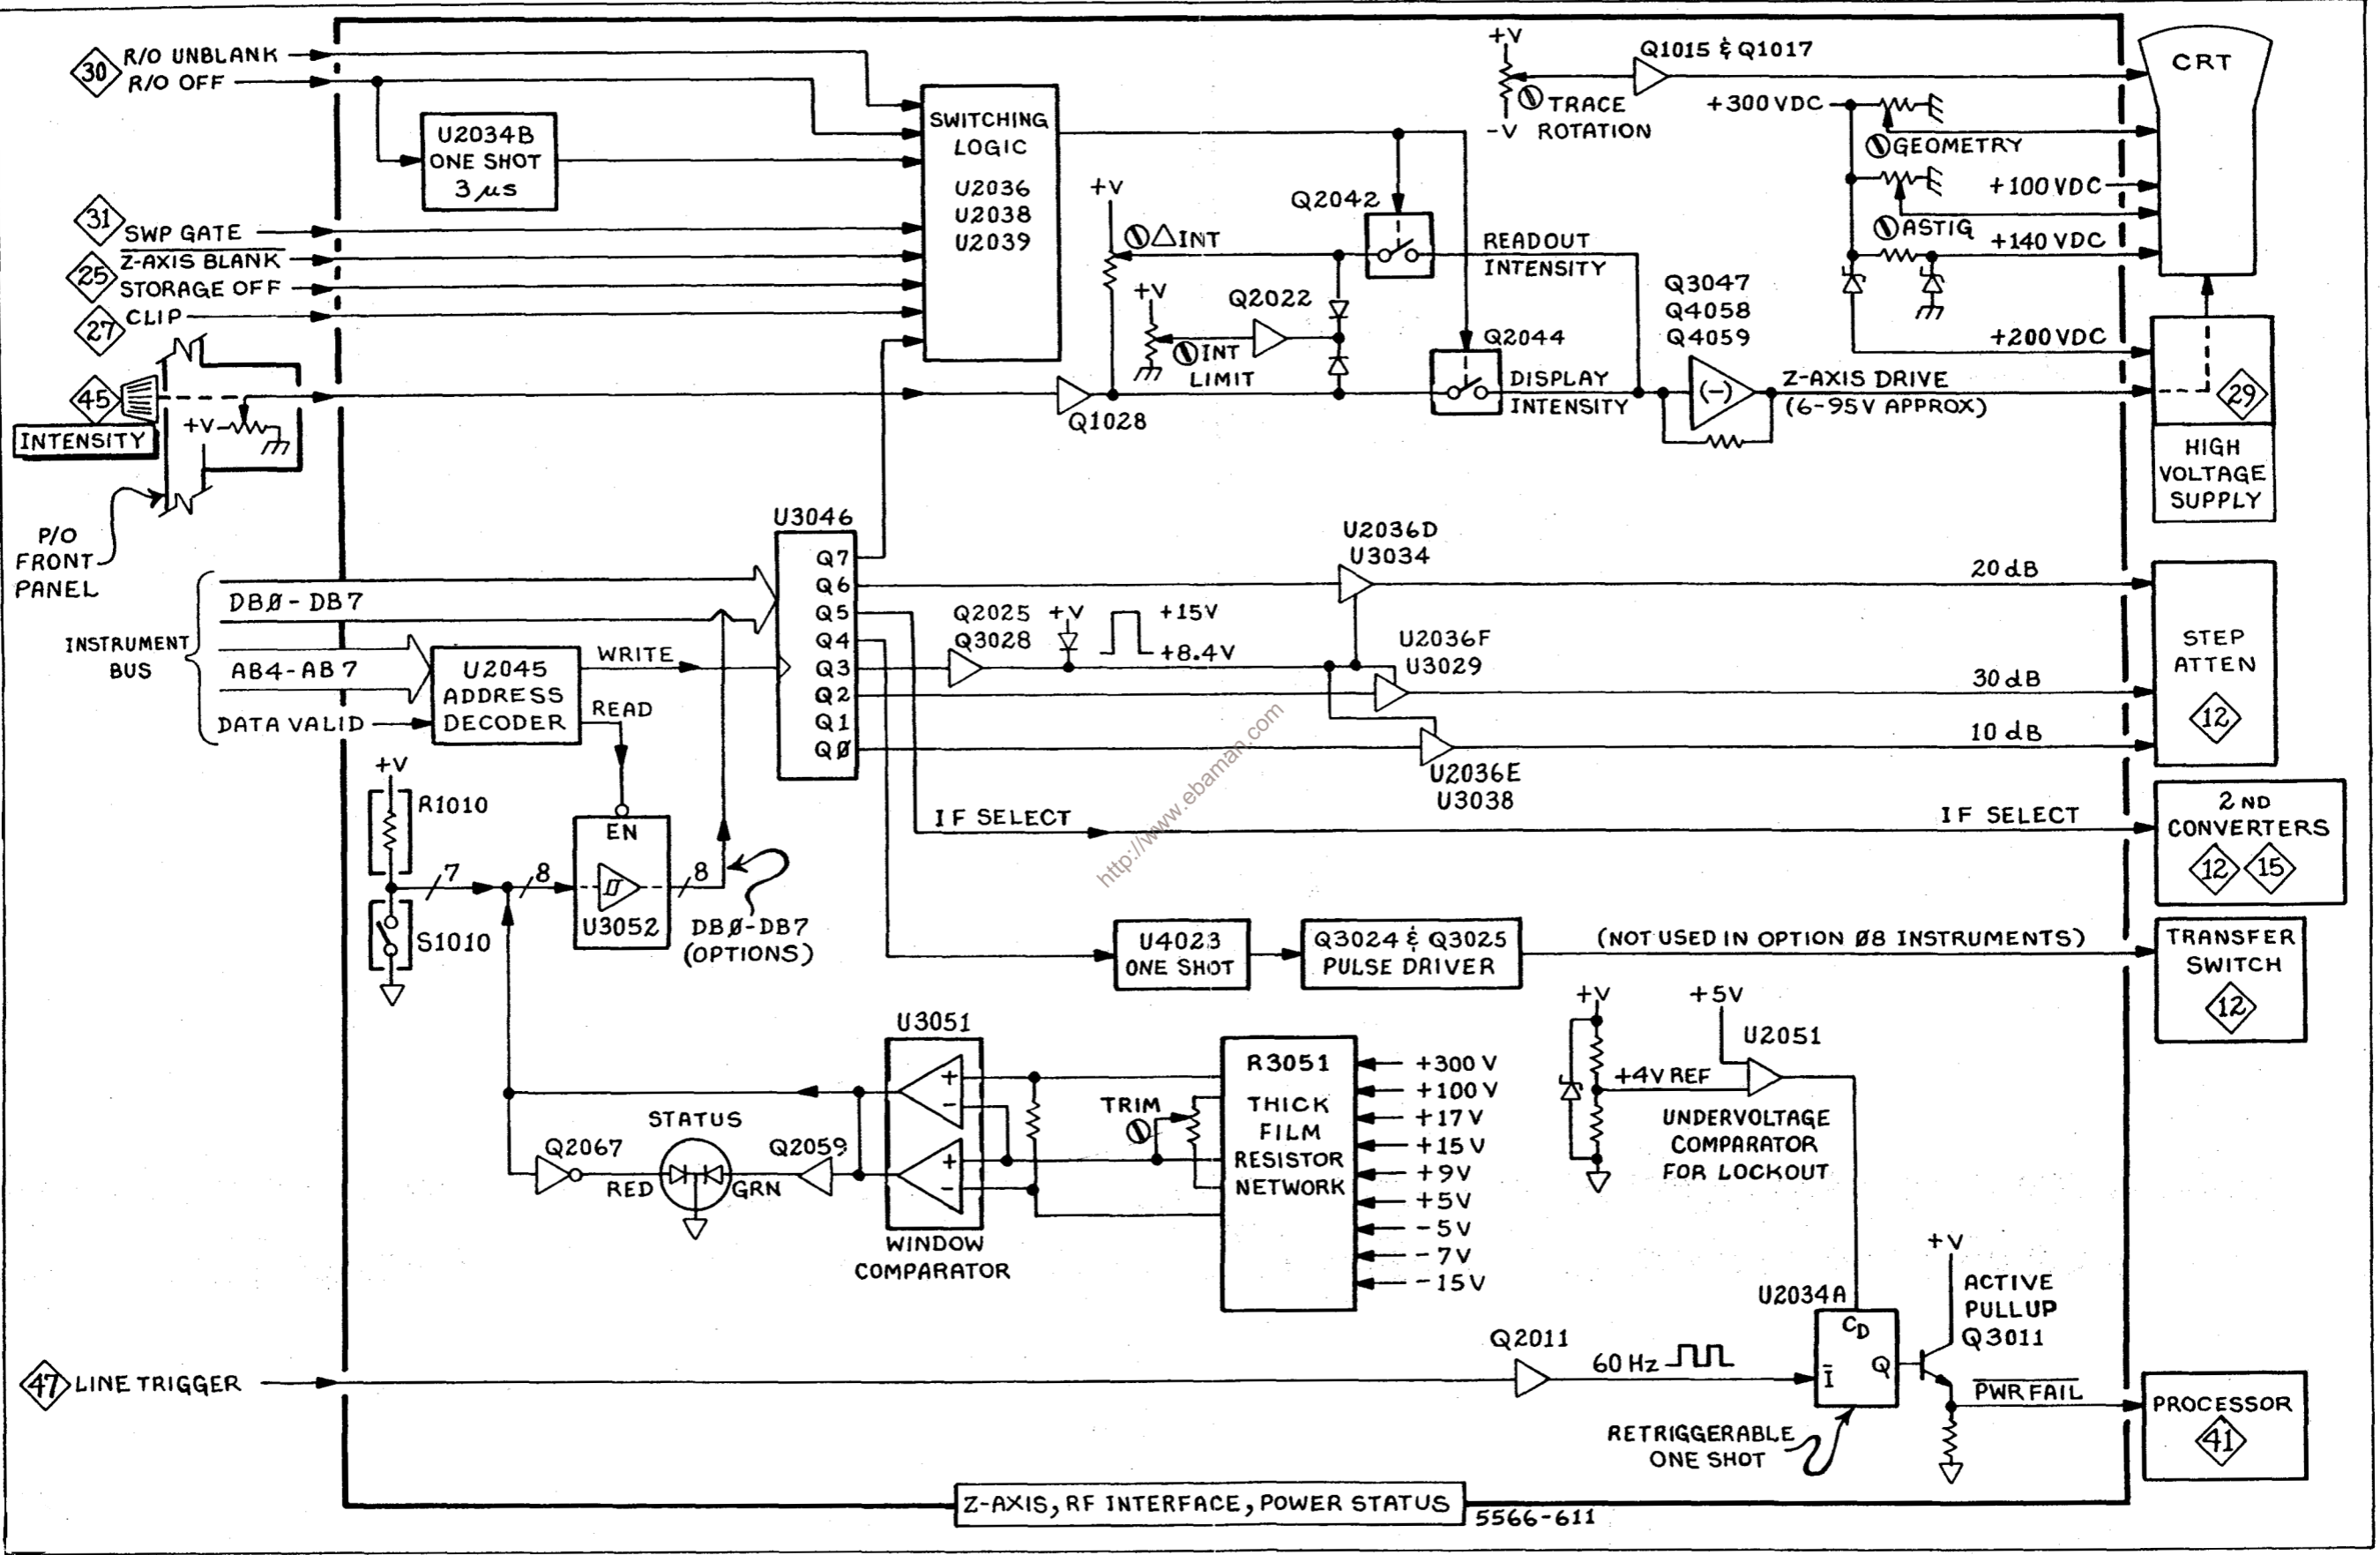 30
R/O UNBLANK
R/O OFF
U2034B
ONE SHOT
3 μs
31
SWP GATE
25
Z-AXIS BLANK
STORAGE OFF
27
CLIP
45
INTENSITY
+V
P/O
FRONT
PANEL
SWITCHING
LOGIC
U2036
U2038
U2039
Q1028
+V
△INT
+V
INT
LIMIT
Q2022
Q2042
READOUT
INTENSITY
Q2044
DISPLAY
INTENSITY
Q3047
Q4058
Q4059
(-)
Z-AXIS DRIVE
(6-95V APPROX)
+V
-V
TRACE
ROTATION
Q1015 & Q1017
+300 VDC
GEOMETRY
+100 VDC
ASTIG
+140 VDC
+200 VDC
CRT
29
HIGH
VOLTAGE
SUPPLY
INSTRUMENT
BUS
DBØ-DB7
AB4-AB7
DATA VALID
U2045
ADDRESS
DECODER
WRITE
READ
U3046
Q7
Q6
Q5
Q4
Q3
Q2
Q1
QØ
Q2025
Q3028
+V
+15V
+8.4V
U2036D
U3034
U2036F
U3029
U2036E
U3038
20 dB
30 dB
10 dB
STEP
ATTEN
12
+V
R1010
S1010
7
8
EN
U3052
8
DBØ-DB7
(OPTIONS)
IF SELECT
IF SELECT
2 ND
CONVERTERS
12
15
http://www.ebaman.com
U4023
ONE SHOT
Q3024 & Q3025
PULSE DRIVER
(NOT USED IN OPTION Ø8 INSTRUMENTS)
TRANSFER
SWITCH
12
U3051
+
-
+
-
WINDOW
COMPARATOR
STATUS
Q2067
RED
GRN
Q2059
TRIM
R3051
THICK
FILM
RESISTOR
NETWORK
+300 V
+100 V
+17 V
+15 V
+9V
+5V
-5V
-7V
-15V
+V
+4V REF
+5V
U2051
UNDERVOLTAGE
COMPARATOR
FOR LOCKOUT
47
LINE TRIGGER
Q2011
60 Hz
U2034A
CD
I̅
Q
RETRIGGERABLE
ONE SHOT
+V
ACTIVE
PULLUP
Q3011
PWR FAIL
PROCESSOR
41
Z-AXIS, RF INTERFACE, POWER STATUS
5566-611